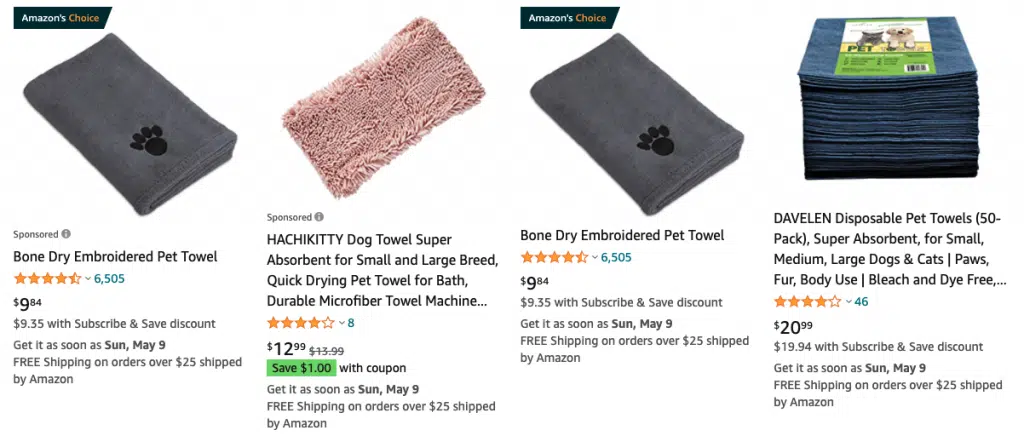 Amazon's Choice
Sponsored
Bone Dry Embroidered Pet Towel
6,505
$9 84
$9.35 with Subscribe & Save discount
Get it as soon as Sun, May 9
FREE Shipping on orders over $25 shipped
by Amazon
Sponsored
HACHIKITTY Dog Towel Super
Absorbent for Small and Large Breed,
Quick Drying Pet Towel for Bath,
Durable Microfiber Towel Machine...
8
$12 99 $13.99
Save $1.00 with coupon
Get it as soon as Sun, May 9
FREE Shipping on orders over $25 shipped
by Amazon
Amazon's Choice
Bone Dry Embroidered Pet Towel
6,505
$9 84
$9.35 with Subscribe & Save discount
Get it as soon as Sun, May 9
FREE Shipping on orders over $25 shipped
by Amazon
PET
DAVELEN Disposable Pet Towels (50-
Pack), Super Absorbent, for Small,
Medium, Large Dogs & Cats | Paws,
Fur, Body Use | Bleach and Dye Free,...
46
$20 99
$19.94 with Subscribe & Save discount
Get it as soon as Sun, May 9
FREE Shipping on orders over $25 shipped
by Amazon